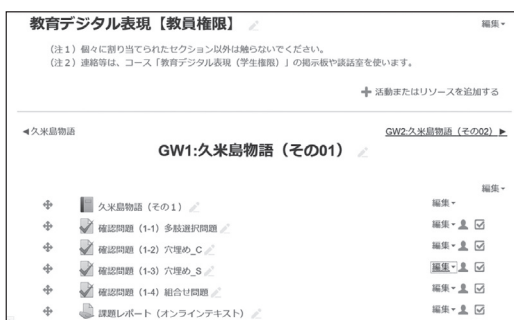 教育デジタル表現【教員権限】
編集
(注1)個々に割り当てられたセクション以外は触らないでください。
(注2)連絡等は、コース「教育デジタル表現(学生権限)」の掲示板や談話室を使います。
活動またはリソースを追加する
◀久米島物語
GW2:久米島物語(その02)▶
GW1:久米島物語(その01)
編集
久米島物語(その1)
編集
確認問題(1-1)多肢選択問題
編集
確認問題(1-2)穴埋め_C
編集
確認問題(1-3)穴埋め_S
編集
確認問題(1-4)組合せ問題
編集
課題レポート(オンラインテキスト)
編集